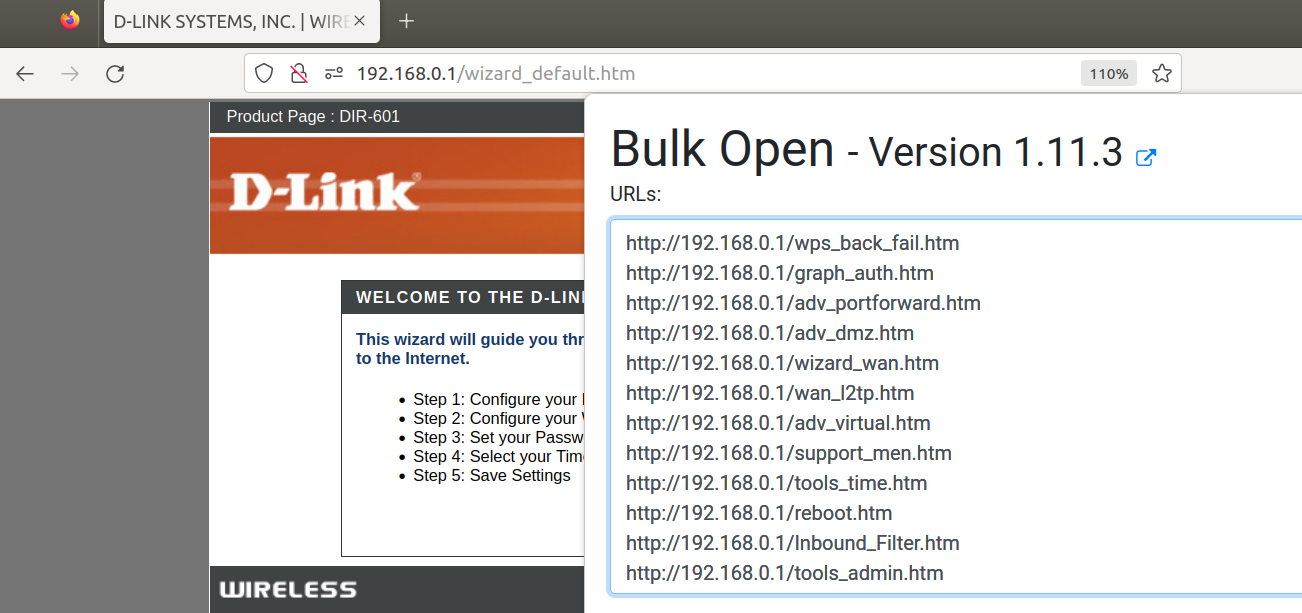 D-LINK SYSTEMS, INC. | WIRE
192.168.0.1/wizard_default.htm
110%
Product Page : DIR-601
D-Link®
WELCOME TO THE D-LIN
This wizard will guide you thr
to the Internet.
• Step 1: Configure your
• Step 2: Configure your
• Step 3: Set your Passw
• Step 4: Select your Tim
• Step 5: Save Settings
WIRELESS
Bulk Open - Version 1.11.3
URLs:
http://192.168.0.1/wps_back_fail.htm
http://192.168.0.1/graph_auth.htm
http://192.168.0.1/adv_portforward.htm
http://192.168.0.1/adv_dmz.htm
http://192.168.0.1/wizard_wan.htm
http://192.168.0.1/wan_l2tp.htm
http://192.168.0.1/adv_virtual.htm
http://192.168.0.1/support_men.htm
http://192.168.0.1/tools_time.htm
http://192.168.0.1/reboot.htm
http://192.168.0.1/Inbound_Filter.htm
http://192.168.0.1/tools_admin.htm